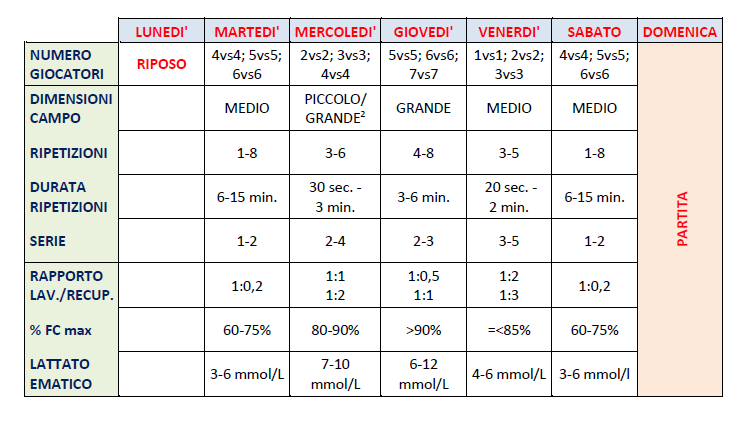 LUNEDI' MARTEDI' MERCOLEDI' GIOVEDI' VENERDI' SABATO DOMENICA
NUMERO GIOCATORI RIPOSO 4vs4; 5vs5; 6vs6 2vs2; 3vs3; 4vs4 5vs5; 6vs6; 7vs7 1vs1; 2vs2; 3vs3 4vs4; 5vs5; 6vs6 PARTITA
DIMENSIONI CAMPO MEDIO PICCOLO/ GRANDE² GRANDE MEDIO MEDIO
RIPETIZIONI 1-8 3-6 4-8 3-5 1-8
DURATA RIPETIZIONI 6-15 min. 30 sec. - 3 min. 3-6 min. 20 sec. - 2 min. 6-15 min.
SERIE 1-2 2-4 2-3 3-5 1-2
RAPPORTO LAV./RECUP. 1:0,2 1:1 1:2 1:0,5 1:1 1:2 1:3 1:0,2
% FC max 60-75% 80-90% >90% =<85% 60-75%
LATTATO EMATICO 3-6 mmol/L 7-10 mmol/L 6-12 mmol/L 4-6 mmol/L 3-6 mmol/l